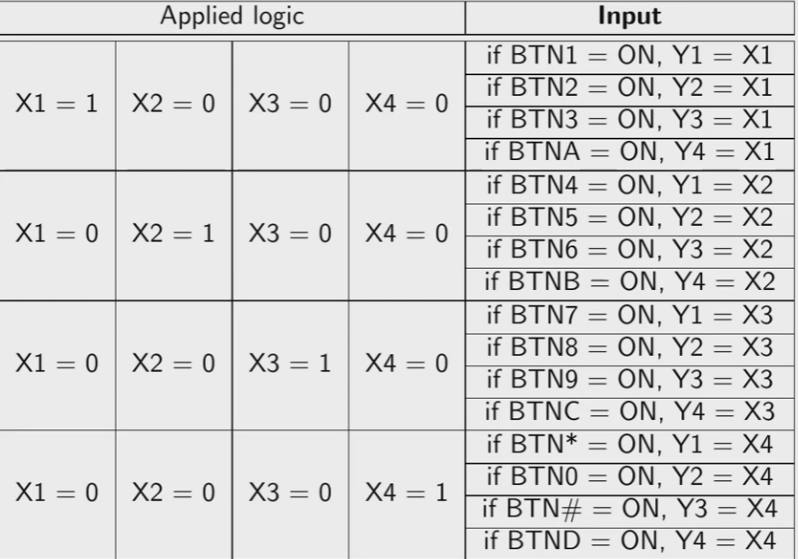 Applied logic Input
if BTN1 = ON, Y1 = X1
if BTN2 = ON, Y2 = X1
X1 = 1 X2 = 0 X3 = 0 X4 = 0
if BTN3 = ON, Y3 = X1
if BTNA = ON, Y4 = X1
if BTN4 = ON, Y1 = X2
if BTN5 = ON, Y2 = X2
X1 = 0 X2 = 1 X3 = 0 X4 = 0
if BTN6 = ON, Y3 = X2
if BTNB = ON, Y4 = X2
if BTN7 = ON, Y1 = X3
if BTN8 = ON, Y2 = X3
X1 = 0 X2 = 0 X3 = 1 X4 = 0
if BTN9 = ON, Y3 = X3
if BTNC = ON, Y4 = X3
if BTN* = ON, Y1 = X4
if BTN0 = ON, Y2 = X4
X1 = 0 X2 = 0 X3 = 0 X4 = 1
if BTN# = ON, Y3 = X4
if BTND = ON, Y4 = X4